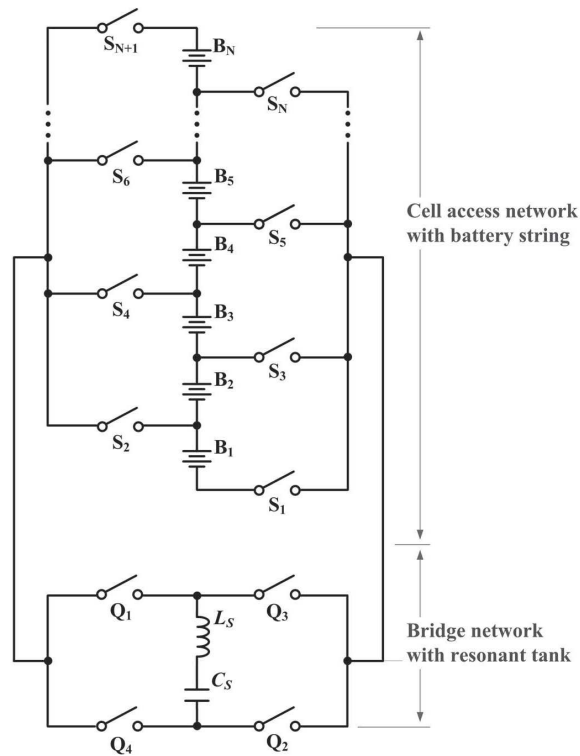 S_{N+1}
B_N
S_N
S_6
B_5
S_5
Cell access network
with battery string
B_4
S_4
B_3
S_3
B_2
S_2
B_1
S_1
Q_1
Q_3
L_S
Bridge network
with resonant tank
C_S
Q_4
Q_2